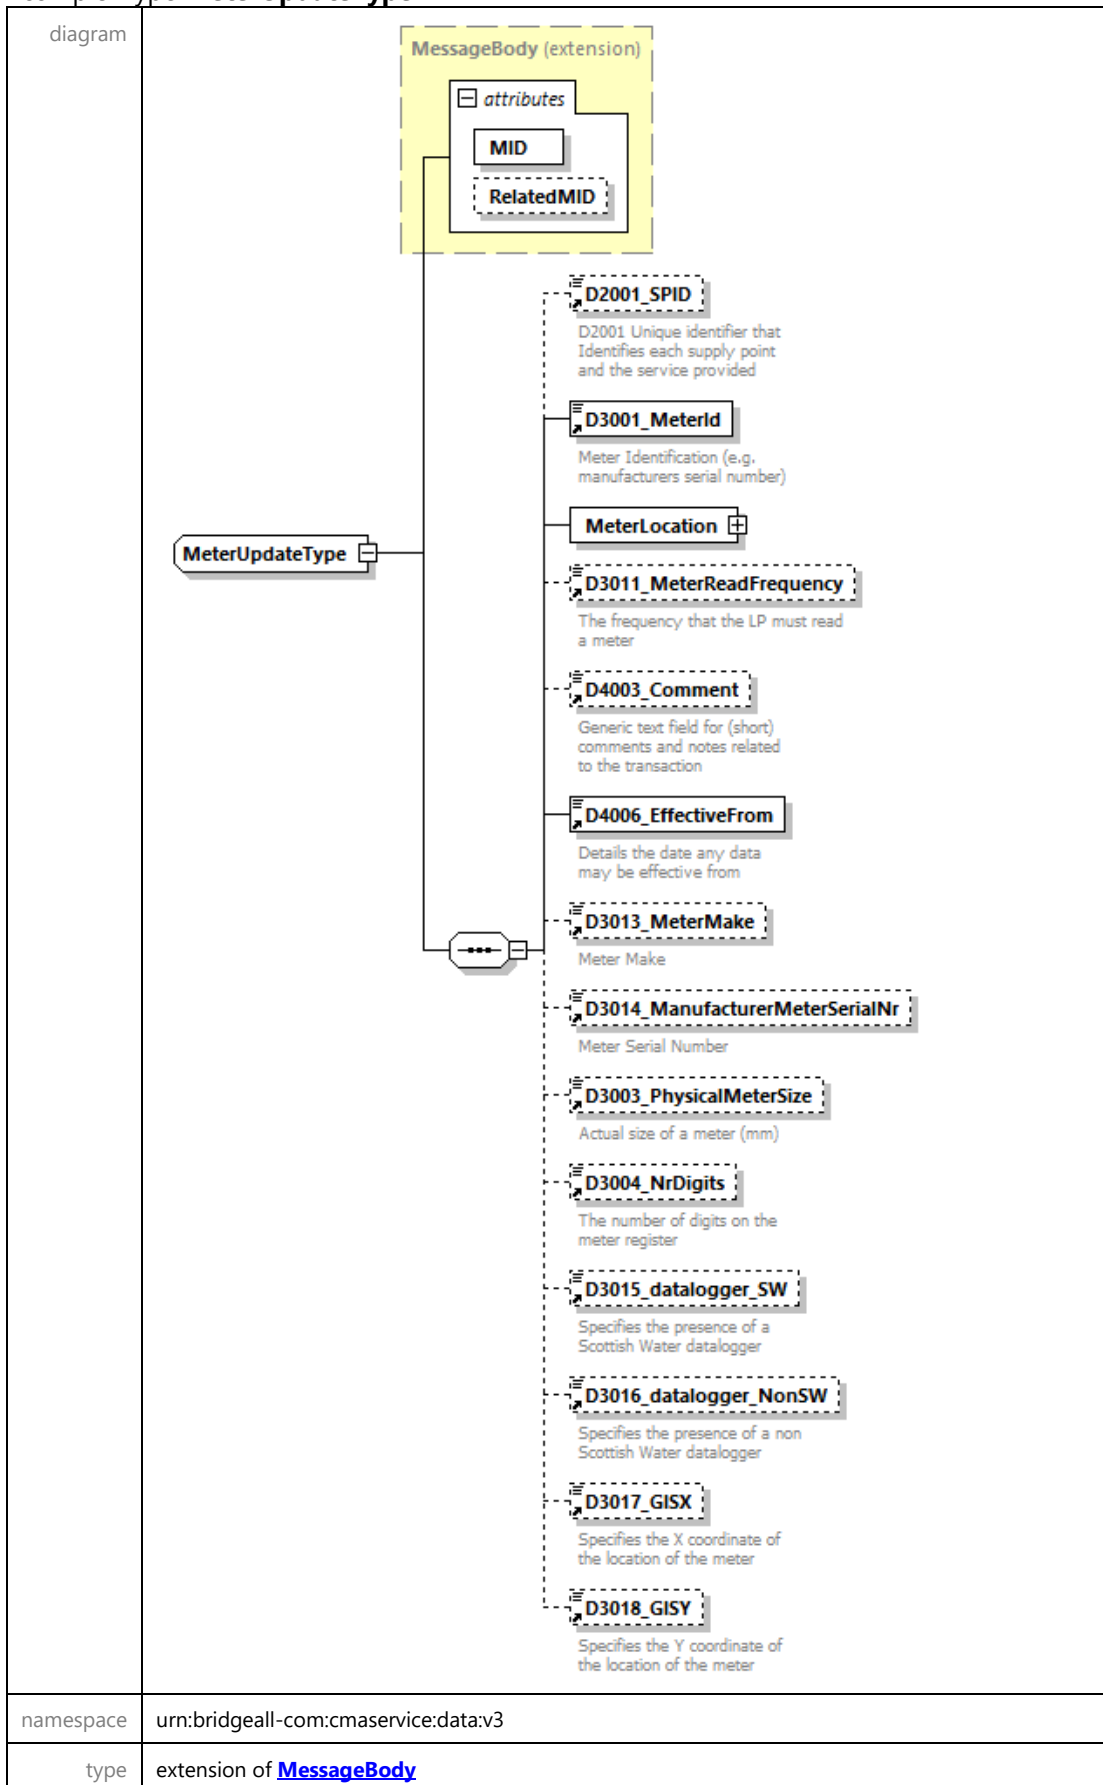 diagram
MessageBody (extension)
attributes
MID
RelatedMID
D2001_SPID
D2001 Unique identifier that
Identifies each supply point
and the service provided
D3001_MeterId
Meter Identification (e.g.
manufacturers serial number)
MeterLocation
MeterUpdateType
D3011_MeterReadFrequency
The frequency that the LP must read
a meter
D4003_Comment
Generic text field for (short)
comments and notes related
to the transaction
D4006_EffectiveFrom
Details the date any data
may be effective from
D3013_MeterMake
Meter Make
D3014_ManufacturerMeterSerialNr
Meter Serial Number
D3003_PhysicalMeterSize
Actual size of a meter (mm)
D3004_NrDigits
The number of digits on the
meter register
D3015_datalogger_SW
Specifies the presence of a
Scottish Water datalogger
D3016_datalogger_NonSW
Specifies the presence of a non
Scottish Water datalogger
D3017_GISX
Specifies the X coordinate of
the location of the meter
D3018_GISY
Specifies the Y coordinate of
the location of the meter
namespace urn:bridgeall-com:cmaservice:data:v3
type extension of MessageBody